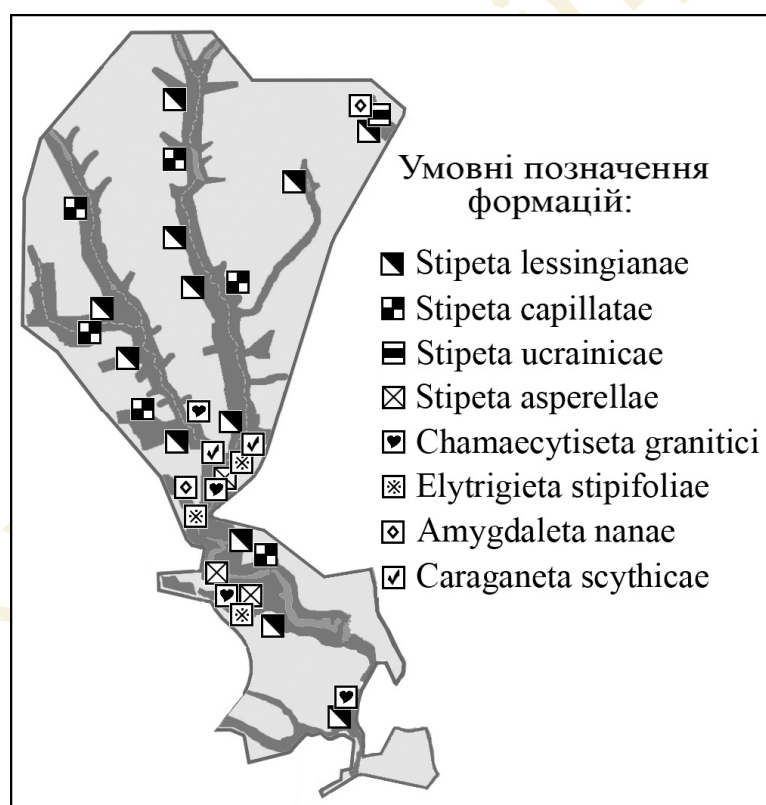 Умовні позначення
формацій:
Stipeta lessingianae
Stipeta capillatae
Stipeta ucrainicae
Stipeta asperellae
Chamaecytiseta granitici
Elytrigieta stipifoliae
Amygdaleta nanae
Caraganeta scythicae